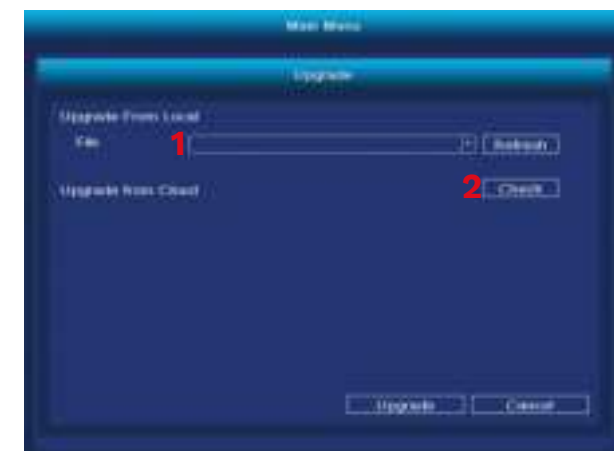 Main Menu
Upgrade
Upgrade From Local
File 1 Refresh
Upgrade from Cloud 2 Check
Upgrade Cancel